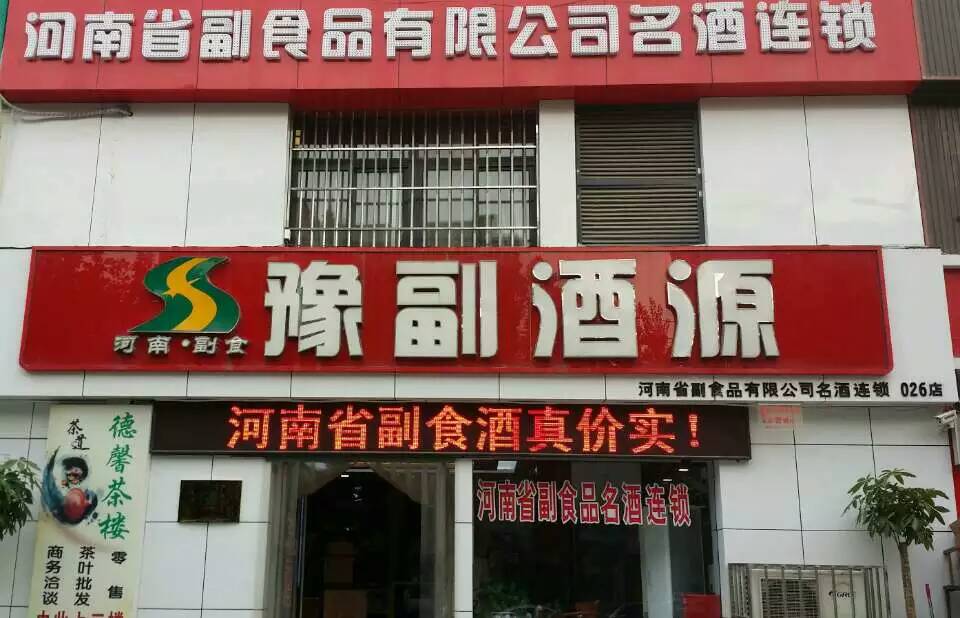 河南省副食品有限公司名酒连锁
豫副酒源
河南·副食
河南省副食品有限公司名酒连锁 026店
河南省副食酒真价实!
河南省副食品名酒连锁
德馨茶楼
茶道
零售
茶叶批发
商务洽谈
GREE